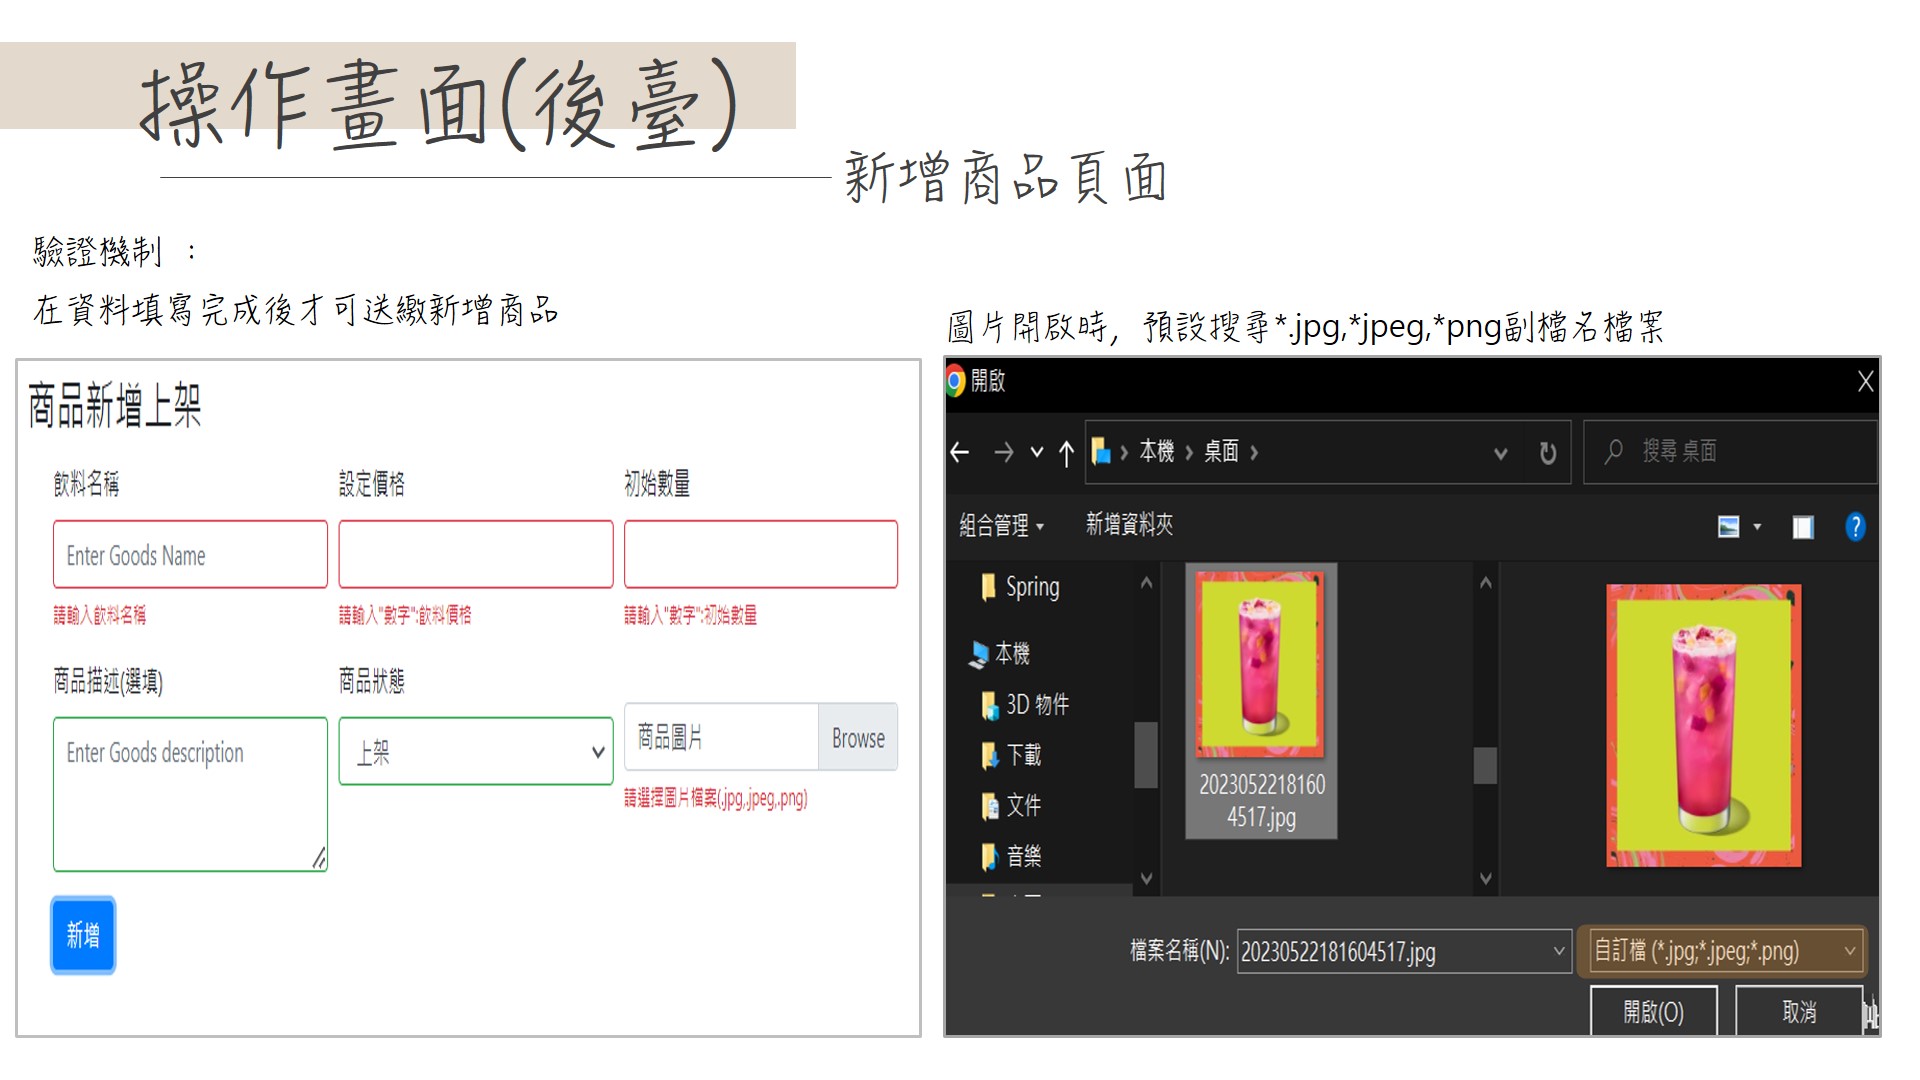 操作畫面(後臺)
新增商品頁面
驗證機制 :
在資料填寫完成後才可送繳新增商品
商品新增上架
飲料名稱 設定價格 初始數量
Enter Goods Name
請輸入飲料名稱 請輸入"數字":飲料價格 請輸入"數字":初始數量
商品描述(選填) 商品狀態
Enter Goods description 上架 商品圖片 Browse
請選擇圖片檔案(.jpg,jpeg,.png)
新增
圖片開啟時, 預設搜尋*.jpg,*jpeg,*png副檔名檔案
開啟
本機 桌面 搜尋 桌面
組合管理 新增資料夾
Spring
本機
3D 物件
下載
文件
音樂
2023052218160
4517.jpg
檔案名稱(N): 20230522181604517.jpg 自訂檔 (*.jpg;*.jpeg;*.png)
開啟(O) 取消